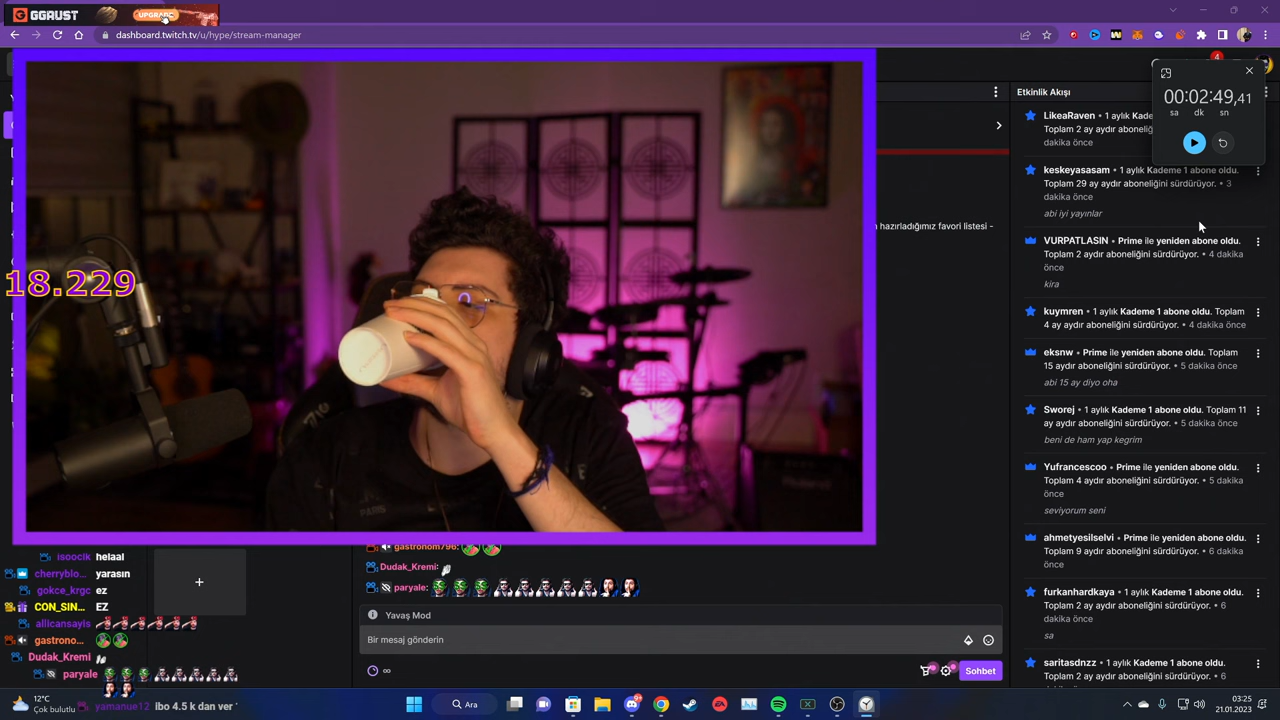 GGRUST
UPGRADE
dashboard.twitch.tv/u/hype/stream-manager
4
Etkinlik Akışı
00:02:49,41
sa dk sn
LikeaRaven • 1 aylık Kade
Toplam 2 ay aydır aboneliğ
dakika önce
keskeyasasam • 1 aylık Kademe 1 abone oldu.
Toplam 29 ay aydır aboneliğini sürdürüyor. • 3
dakika önce
abi iyi yayınlar
n hazırladığımız favori listesi -
VURPATLASIN • Prime ile yeniden abone oldu.
Toplam 2 ay aydır aboneliğini sürdürüyor. • 4 dakika
önce
kira
18.229
kuymren • 1 aylık Kademe 1 abone oldu. Toplam
4 ay aydır aboneliğini sürdürüyor. • 4 dakika önce
eksnw • Prime ile yeniden abone oldu. Toplam
15 aydır aboneliğini sürdürüyor. • 5 dakika önce
abi 15 ay diyo oha
Sworej • 1 aylık Kademe 1 abone oldu. Toplam 11
ay aydır aboneliğini sürdürüyor. • 5 dakika önce
beni de ham yap kegrim
Yufrancescoo • Prime ile yeniden abone oldu.
Toplam 4 aydır aboneliğini sürdürüyor. • 5 dakika
önce
seviyorum seni
PARIS
ahmetyesilselvi • Prime ile yeniden abone oldu.
Toplam 9 aydır aboneliğini sürdürüyor. • 6 dakika
önce
furkanhardkaya • 1 aylık Kademe 1 abone oldu.
Toplam 2 ay aydır aboneliğini sürdürüyor. • 6
dakika önce
sa
saritasdnzz • 1 aylık Kademe 1 abone oldu.
Toplam 2 ay aydır aboneliğini sürdürüyor. • 6
isoocik helaal
cherryblo... yarasın
gokce_krgc ez
CON_SIN... EZ
allicansayis
gastrono...
Dudak_Kremi
paryale
yamanue12 ibo 4.5 k dan ver
+
gastronom796:
Dudak_Kremi:
paryale:
Yavaş Mod
Bir mesaj gönderin
∞
Sohbet
12°C
Çok bulutlu
Ara
03:25
21.01.2023